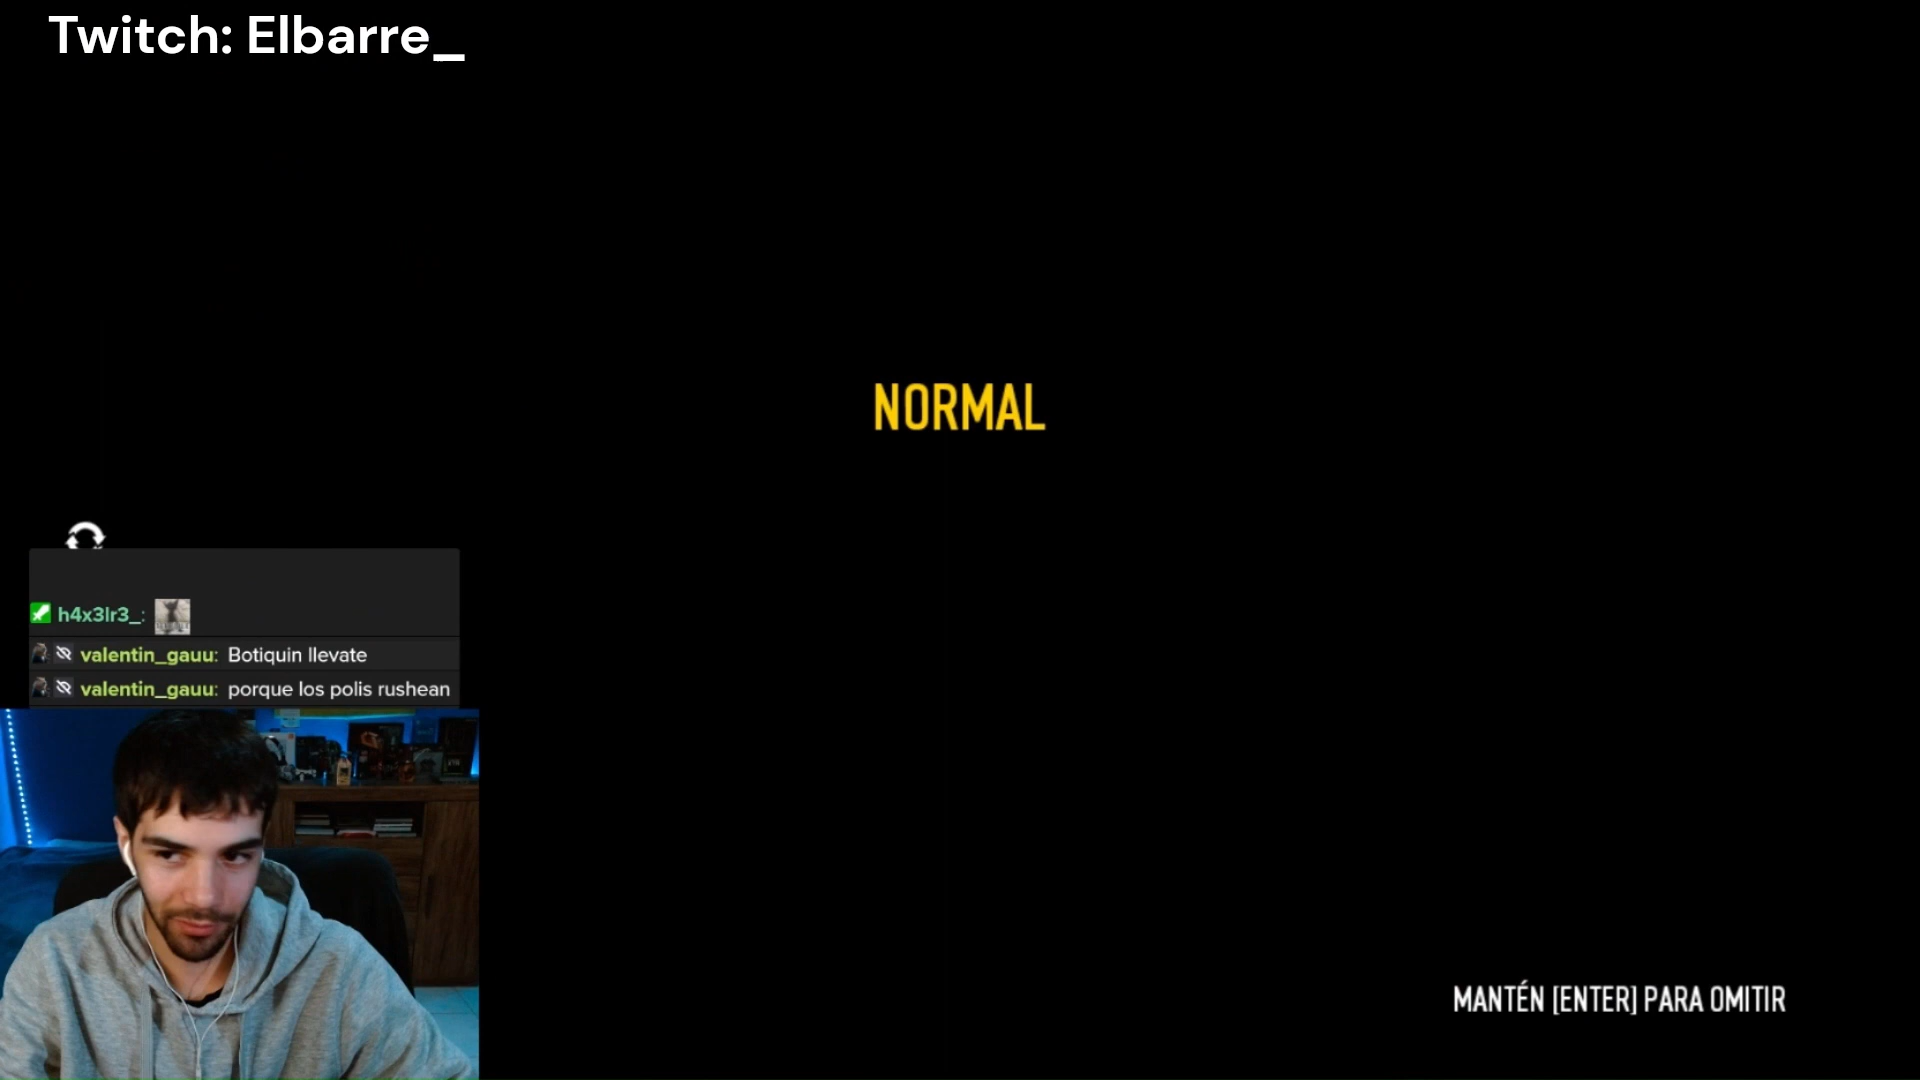 Twitch: Elbarre_
NORMAL
h4x3lr3_:
valentin_gauu: Botiquin llevate
valentin_gauu: porque los polis rushean
MANTÉN [ENTER] PARA OMITIR